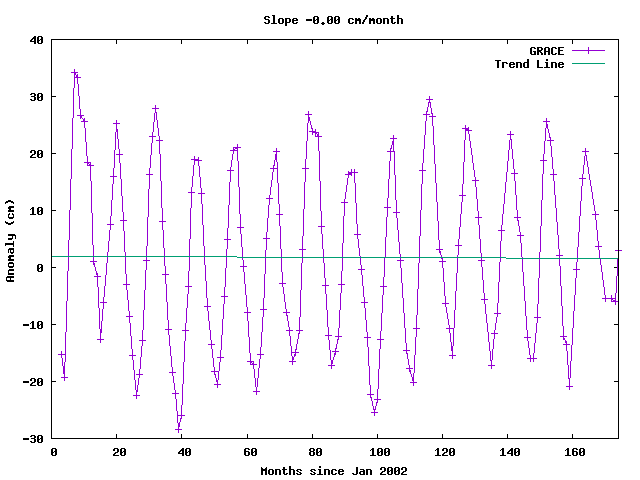 Slope -0.00 cm/month
GRACE
Trend Line
40
30
20
10
0
-10
-20
-30
Anomaly (cm)
0 20 40 60 80 100 120 140 160
Months since Jan 2002